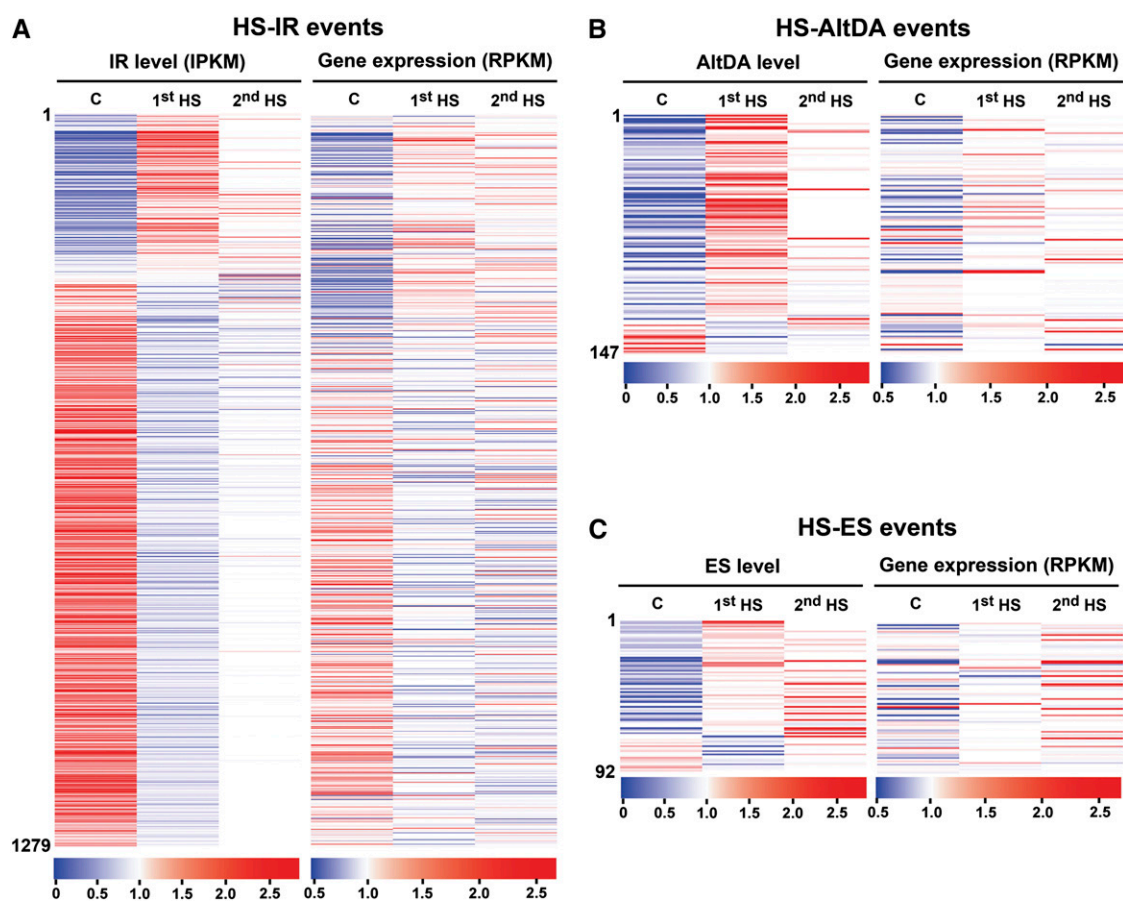 A
HS-IR events
IR level (IPKM) Gene expression (RPKM)
C 1st HS 2nd HS C 1st HS 2nd HS
1
1279
0 0.5 1.0 1.5 2.0 2.5 0.5 1.0 1.5 2.0 2.5
B
HS-AltDA events
AltDA level Gene expression (RPKM)
C 1st HS 2nd HS C 1st HS 2nd HS
1
147
0 0.5 1.0 1.5 2.0 2.5 0.5 1.0 1.5 2.0 2.5
C
HS-ES events
ES level Gene expression (RPKM)
C 1st HS 2nd HS C 1st HS 2nd HS
1
92
0 0.5 1.0 1.5 2.0 2.5 0.5 1.0 1.5 2.0 2.5